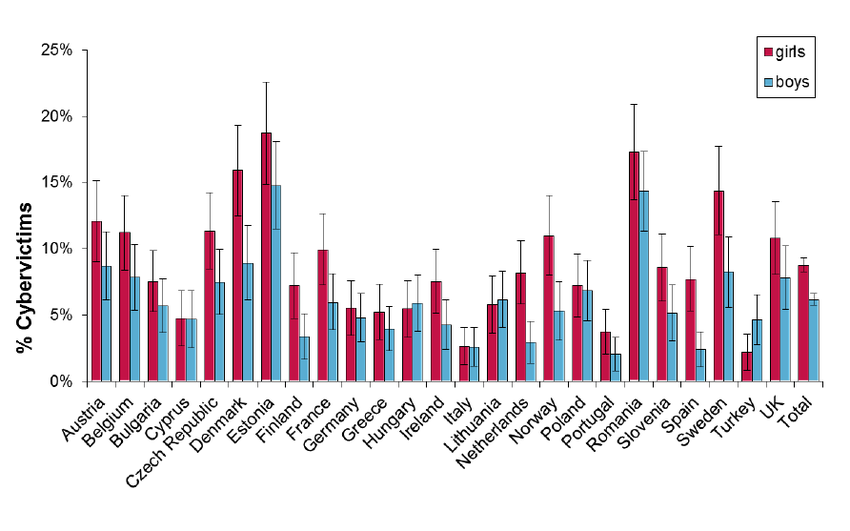 25%
20%
15%
10%
5%
0%
% Cybervictims
girls
boys
Austria
Belgium
Bulgaria
Cyprus
Czech Republic
Denmark
Estonia
Finland
France
Germany
Greece
Hungary
Ireland
Italy
Lithuania
Netherlands
Norway
Poland
Portugal
Romania
Slovenia
Spain
Sweden
Turkey
UK
Total